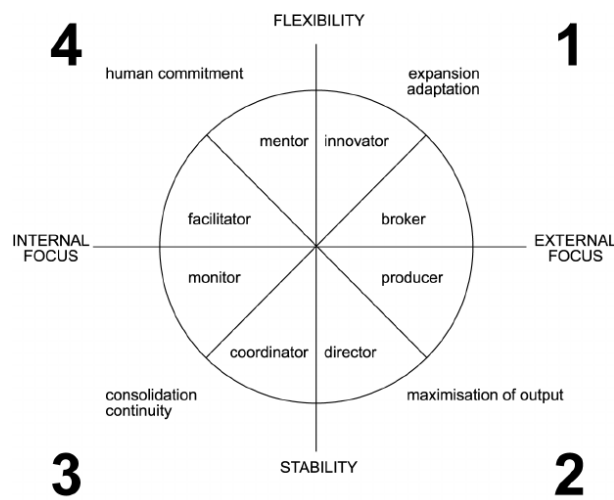 FLEXIBILITY
4
1
human commitment
expansion
adaptation
mentor
innovator
facilitator
broker
INTERNAL
FOCUS
EXTERNAL
FOCUS
monitor
producer
coordinator
director
consolidation
continuity
maximisation of output
3
STABILITY
2